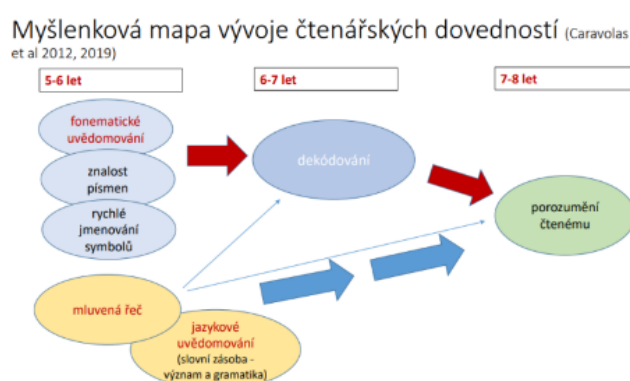 Myšlenková mapa vývoje čtenářských dovedností (Caravolas
et al 2012, 2019)
5-6 let
6-7 let
7-8 let
fonematické
uvědomování
znalost
písmen
rychlé
jmenování
symbolů
dekódování
porozumění
čtenému
mluvená řeč
jazykové
uvědomování
(slovní zásoba -
význam a gramatika)